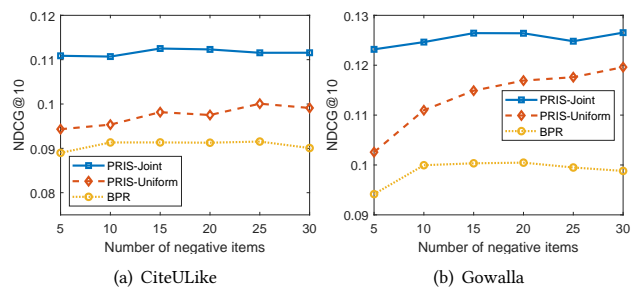 0.12
0.11
0.1
0.09
0.08
NDCG@10
PRIS-Joint
PRIS-Uniform
BPR
5 10 15 20 25 30
Number of negative items
(a) CiteULike
0.13
0.12
0.11
0.1
0.09
NDCG@10
PRIS-Joint
PRIS-Uniform
BPR
5 10 15 20 25 30
Number of negative items
(b) Gowalla